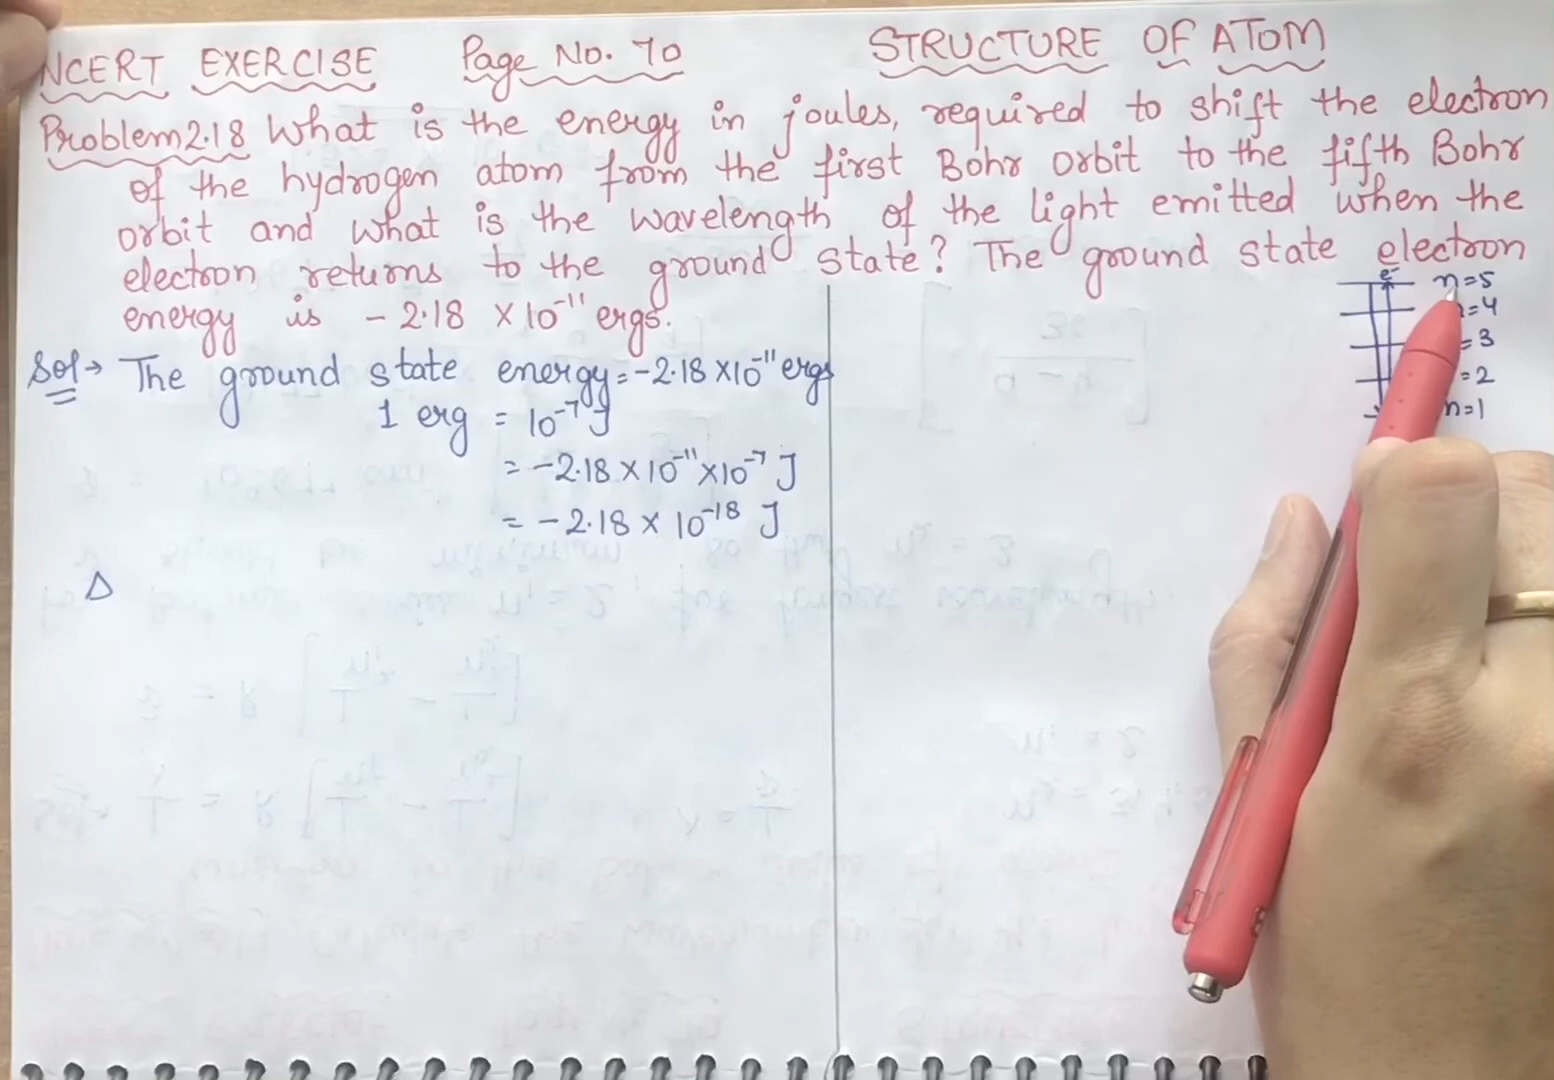 NCERT EXERCISE Page No. 70 STRUCTURE OF ATOM
Problem 2.18 What is the energy in joules, required to shift the electron
of the hydrogen atom from the first Bohr orbit to the fifth Bohr
orbit and what is the wavelength of the light emitted when the
electron returns to the ground state? The ground state electron
energy is - 2.18 × 10⁻¹¹ ergs.
Sol→ The ground state energy = -2.18 ×10⁻¹¹ ergs
1 erg = 10⁻⁷ J
= -2.18 × 10⁻¹¹ × 10⁻⁷ J
= -2.18 × 10⁻¹⁸ J
Δ
e⁻ n=5
=4
=3
=2
n=1